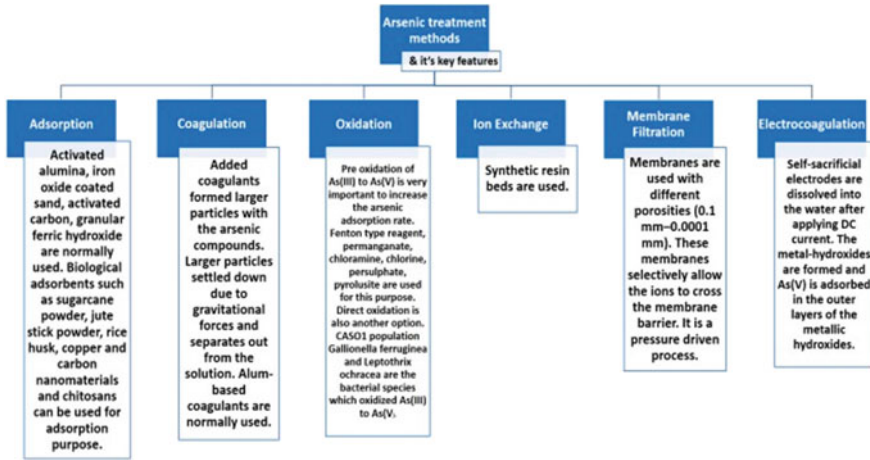 Arsenic treatment
methods
& it's key features
Adsorption
Activated
alumina, iron
oxide coated
sand, activated
carbon, granular
ferric hydroxide
are normally
used. Biological
adsorbents such
as sugarcane
powder, jute
stick powder, rice
husk, copper and
carbon
nanomaterials
and chitosans
can be used for
adsorption
purpose.
Coagulation
Added
coagulants
formed larger
particles with
the arsenic
compounds.
Larger particles
settled down
due to
gravitational
forces and
separates out
from the
solution. Alum-
based
coagulants are
normally used.
Oxidation
Pre oxidation of
As(III) to As(V) is very
important to increase
the arsenic
adsorption rate.
Fenton type reagent,
permanganate,
chloramine, chlorine,
persulphate,
pyrolusite are used
for this purpose.
Direct oxidation is
also another option.
CASO1 population
Gallionella ferruginea
and Leptothrix
ochracea are the
bacterial species
which oxidized As(III)
to As(V).
Ion Exchange
Synthetic resin
beds are used.
Membrane
Filtration
Membranes are
used with
different
porosities (0.1
mm–0.0001
mm). These
membranes
selectively allow
the ions to cross
the membrane
barrier. It is a
pressure driven
process.
Electrocoagulation
Self-sacrificial
electrodes are
dissolved into
the water after
applying DC
current. The
metal-hydroxides
are formed and
As(V) is adsorbed
in the outer
layers of the
metallic
hydroxides.